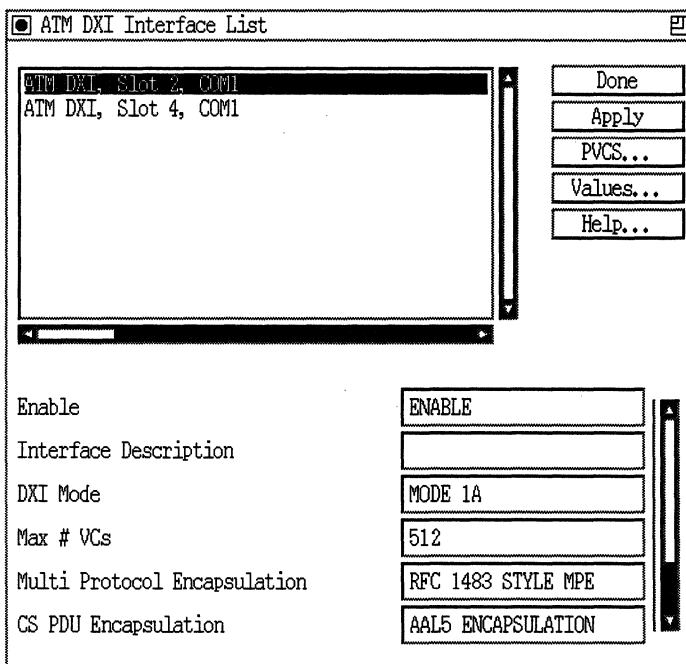 ATM DXI Interface List
ATM DXI, Slot 2, COM1
ATM DXI, Slot 4, COM1
Done
Apply
PVCS...
Values...
Help...
Enable
ENABLE
Interface Description
DXI Mode
MODE 1A
Max # VCs
512
Multi Protocol Encapsulation
RFC 1483 STYLE MPE
CS PDU Encapsulation
AAL5 ENCAPSULATION